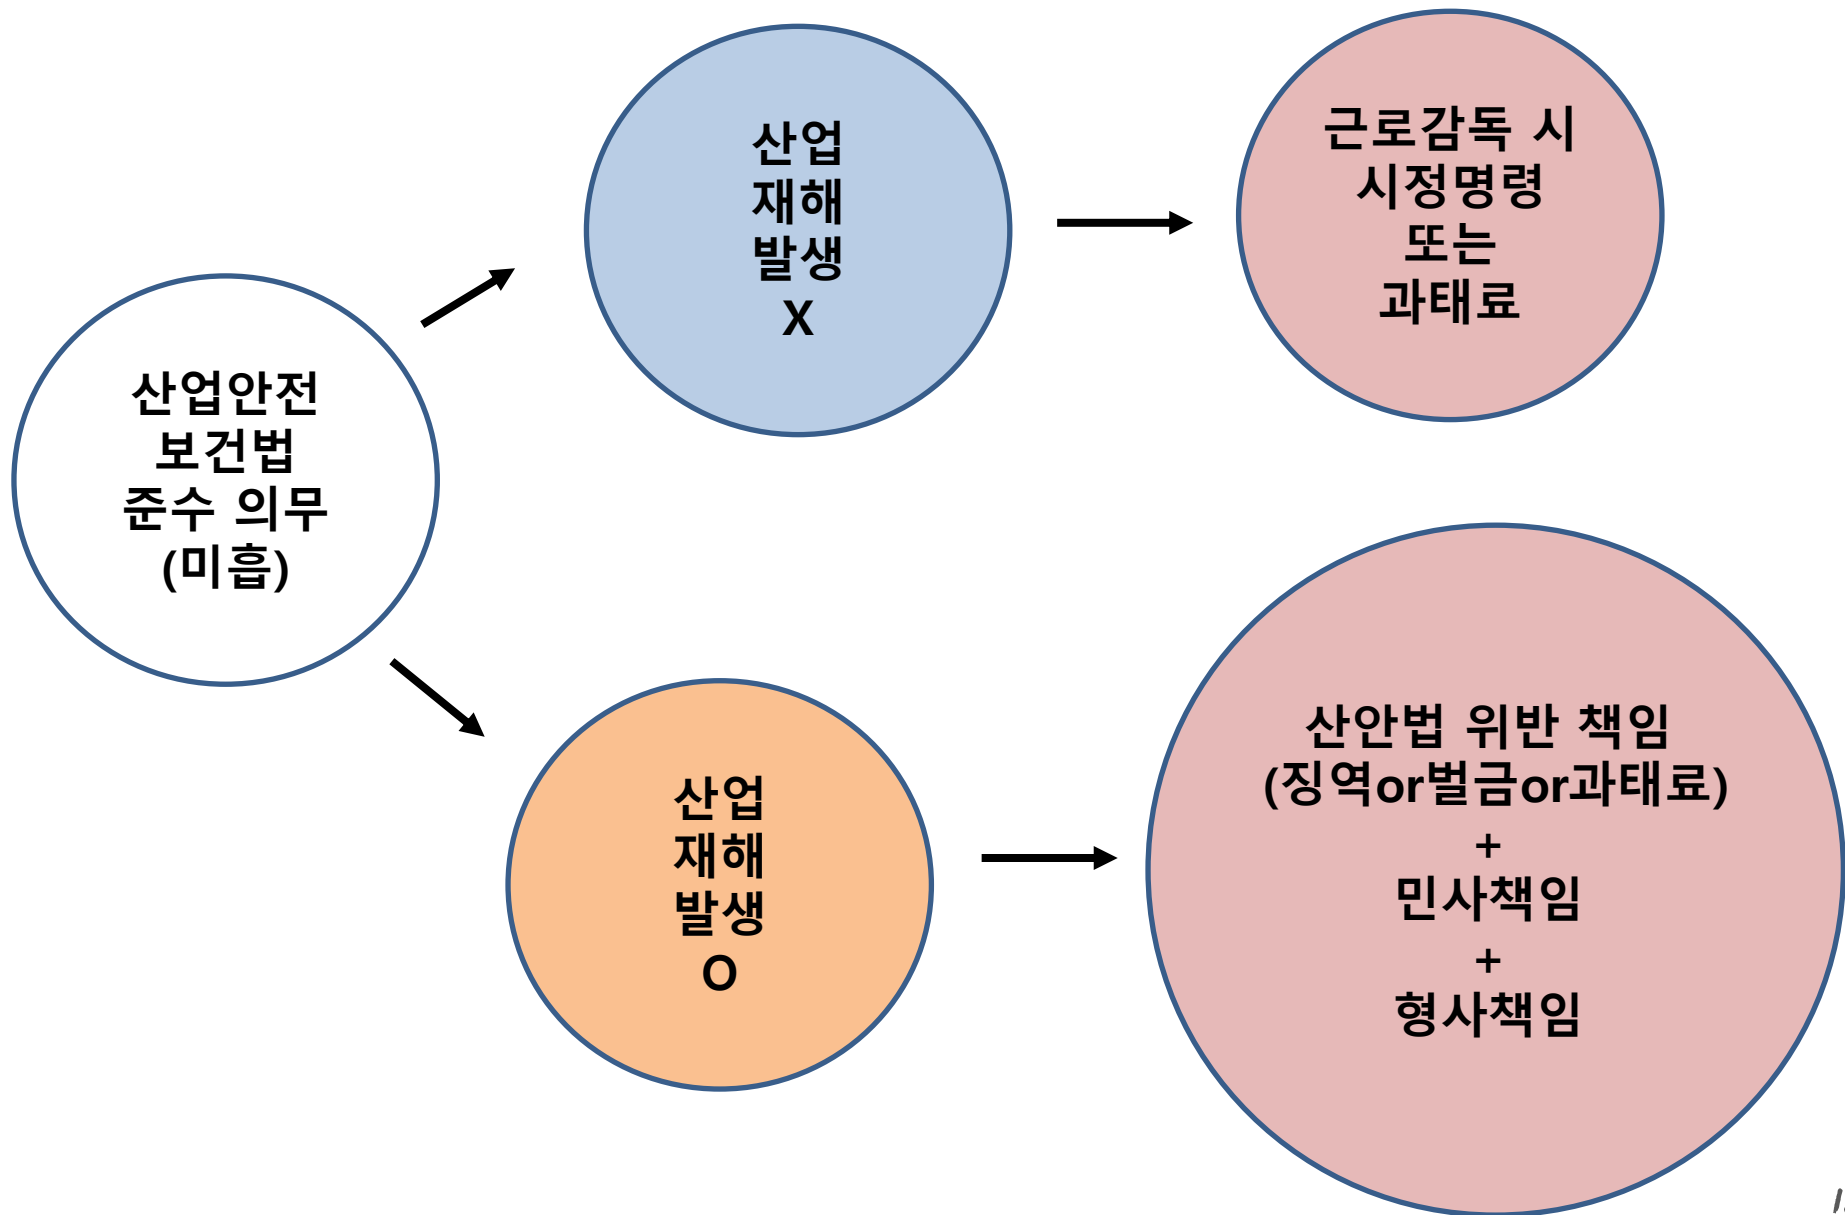 산업안전
보건법
준수 의무
(미흡)
산업
재해
발생
X
근로감독 시
시정명령
또는
과태료
산업
재해
발생
O
산안법 위반 책임
(징역or벌금or과태료)
+
민사책임
+
형사책임